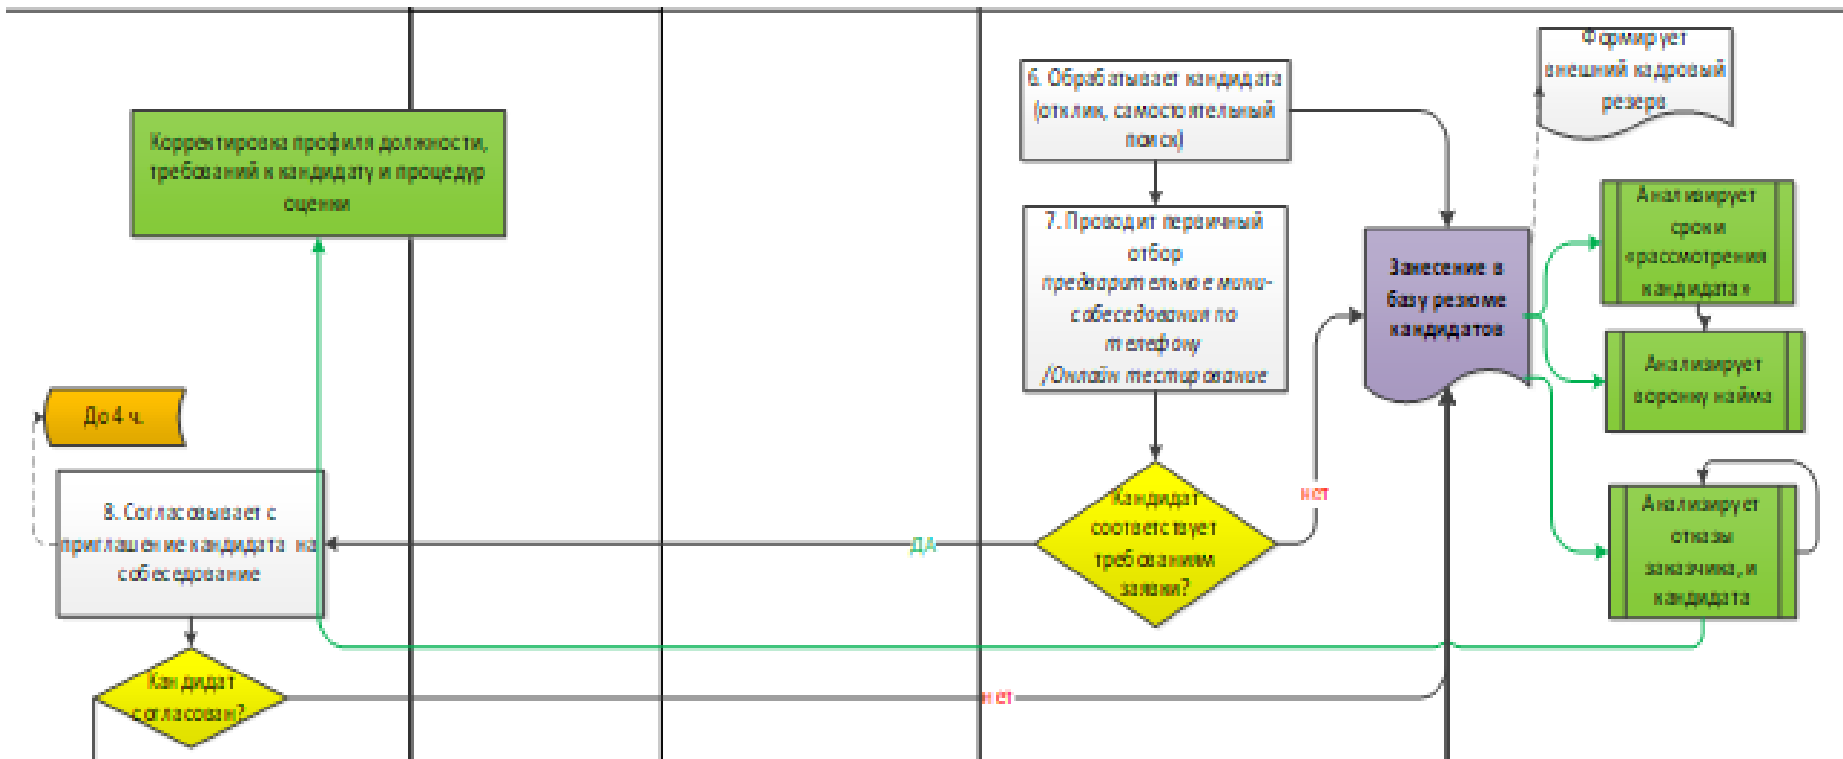 Формирует
внешний кадровый
резерв
6. Обрабатывает кандидата
(отклик, самостоятельный
поиск)
Корректировка профиля должности,
требований к кандидату и процедур
оценки
7. Проводит первичный
отбор
предварительное мини-
собеседования по
телефону
/Онлайн тестирование
Занесение в
базу резюме
кандидатов
Анализирует
сроки
«рассмотрения
кандидата»
Анализирует
воронку найма
До 4 ч.
8. Согласовывает с
приглашение кандидата на
собеседование
ДА
Кандидат
соответствует
требованиям
заявки?
нет
Анализирует
отказы
заказчика, и
кандидата
Кандидат
согласован?
нет